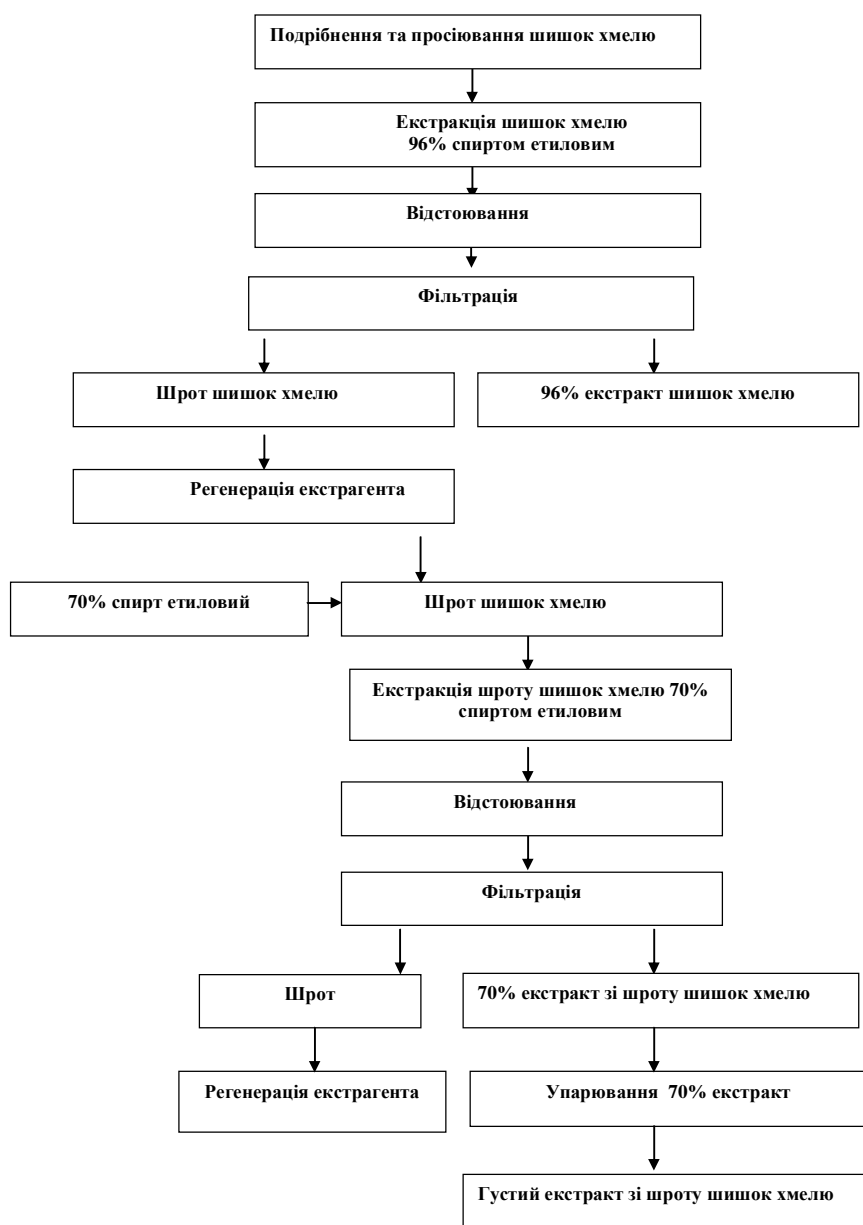 Подрібнення та просіювання шишок хмелю
Екстракція шишок хмелю
96% спиртом етиловим
Відстоювання
Фільтрація
Шрот шишок хмелю
96% екстракт шишок хмелю
Регенерація екстрагента
70% спирт етиловий
Шрот шишок хмелю
Екстракція шроту шишок хмелю 70%
спиртом етиловим
Відстоювання
Фільтрація
Шрот
70% екстракт зі шроту шишок хмелю
Регенерація екстрагента
Упарювання 70% екстракт
Густий екстракт зі шроту шишок хмелю